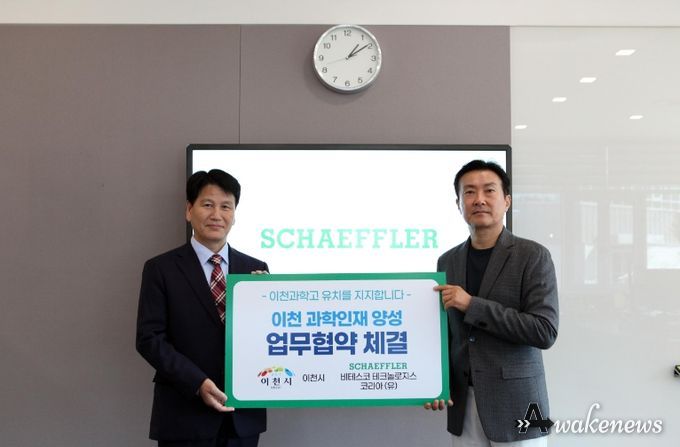 SCHAEFFLER
- 이천과학고 유치를 지지합니다 -
이천 과학인재 양성
업무협약 체결
이천시 이천시
SCHAEFFLER
비테스코 테크놀로지스
코리아(유)
Awakenews